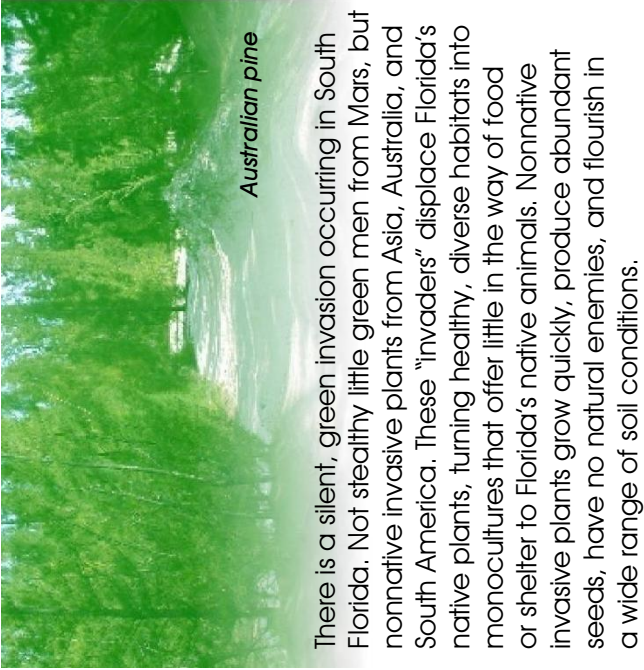 Australian pine
There is a silent, green invasion occurring in South
Florida. Not stealthy little green men from Mars, but
nonnative invasive plants from Asia, Australia, and
South America. These "invaders" displace Florida's
native plants, turning healthy, diverse habitats into
monocultures that offer little in the way of food
or shelter to Florida's native animals. Nonnative
invasive plants grow quickly, produce abundant
seeds, have no natural enemies, and flourish in
a wide range of soil conditions.